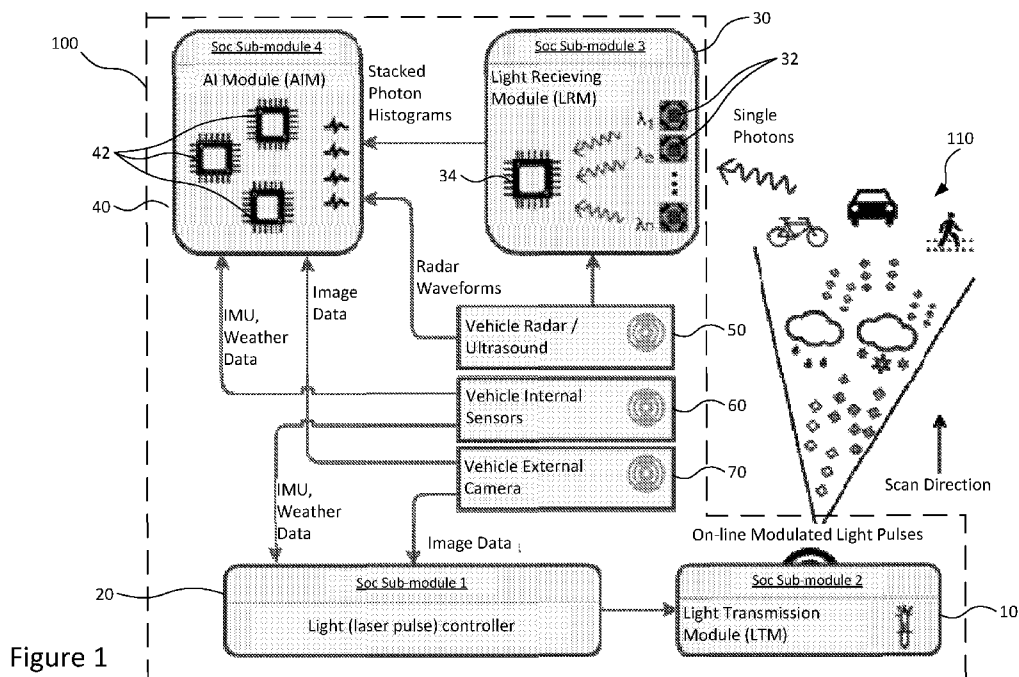 100
Soc Sub-module 4
AI Module (AIM)
42
40
Stacked
Photon
Histograms
Soc Sub-module 3
Light Recieving
Module (LRM)
34
λ1
λ2
λn
30
32
Single
Photons
110
Radar
Waveforms
IMU,
Weather
Data
Image
Data
Vehicle Radar /
Ultrasound
50
Vehicle Internal
Sensors
60
Vehicle External
Camera
70
IMU,
Weather
Data
Image Data
Scan Direction
On-line Modulated Light Pulses
20
Soc Sub-module 1
Light (laser pulse) controller
Soc Sub-module 2
Light Transmission
Module (LTM)
10
Figure 1